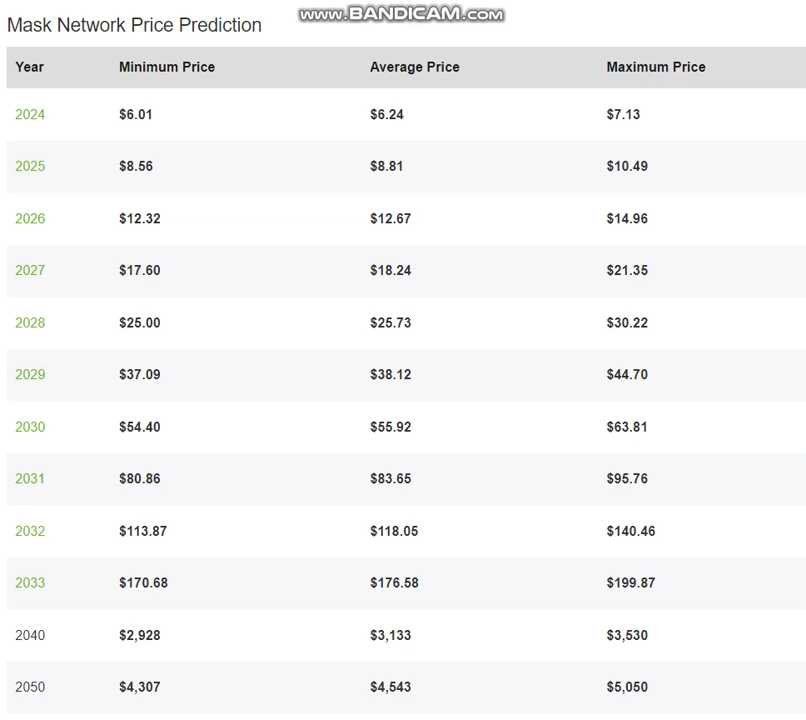 www.BANDICAM.com
Mask Network Price Prediction
Year Minimum Price Average Price Maximum Price
2024 $6.01 $6.24 $7.13
2025 $8.56 $8.81 $10.49
2026 $12.32 $12.67 $14.96
2027 $17.60 $18.24 $21.35
2028 $25.00 $25.73 $30.22
2029 $37.09 $38.12 $44.70
2030 $54.40 $55.92 $63.81
2031 $80.86 $83.65 $95.76
2032 $113.87 $118.05 $140.46
2033 $170.68 $176.58 $199.87
2040 $2,928 $3,133 $3,530
2050 $4,307 $4,543 $5,050